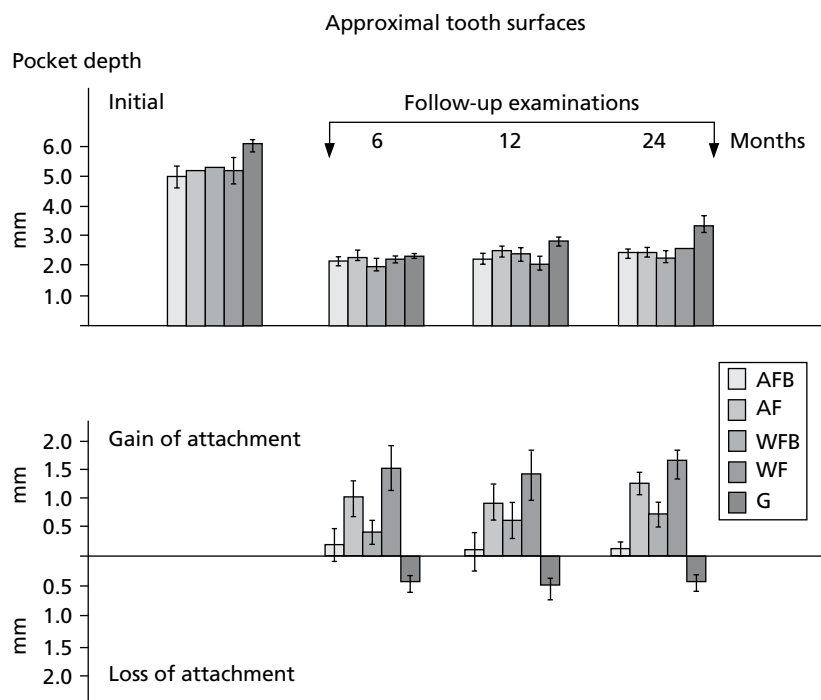 Approximal tooth surfaces
Pocket depth
Initial
Follow-up examinations
6 12 24 Months
6.0
5.0
4.0
3.0
2.0
1.0
mm
AFB
AF
WFB
WF
G
Gain of attachment
2.0
1.0
0.5
mm
0.5
1.0
1.5
2.0
mm
Loss of attachment